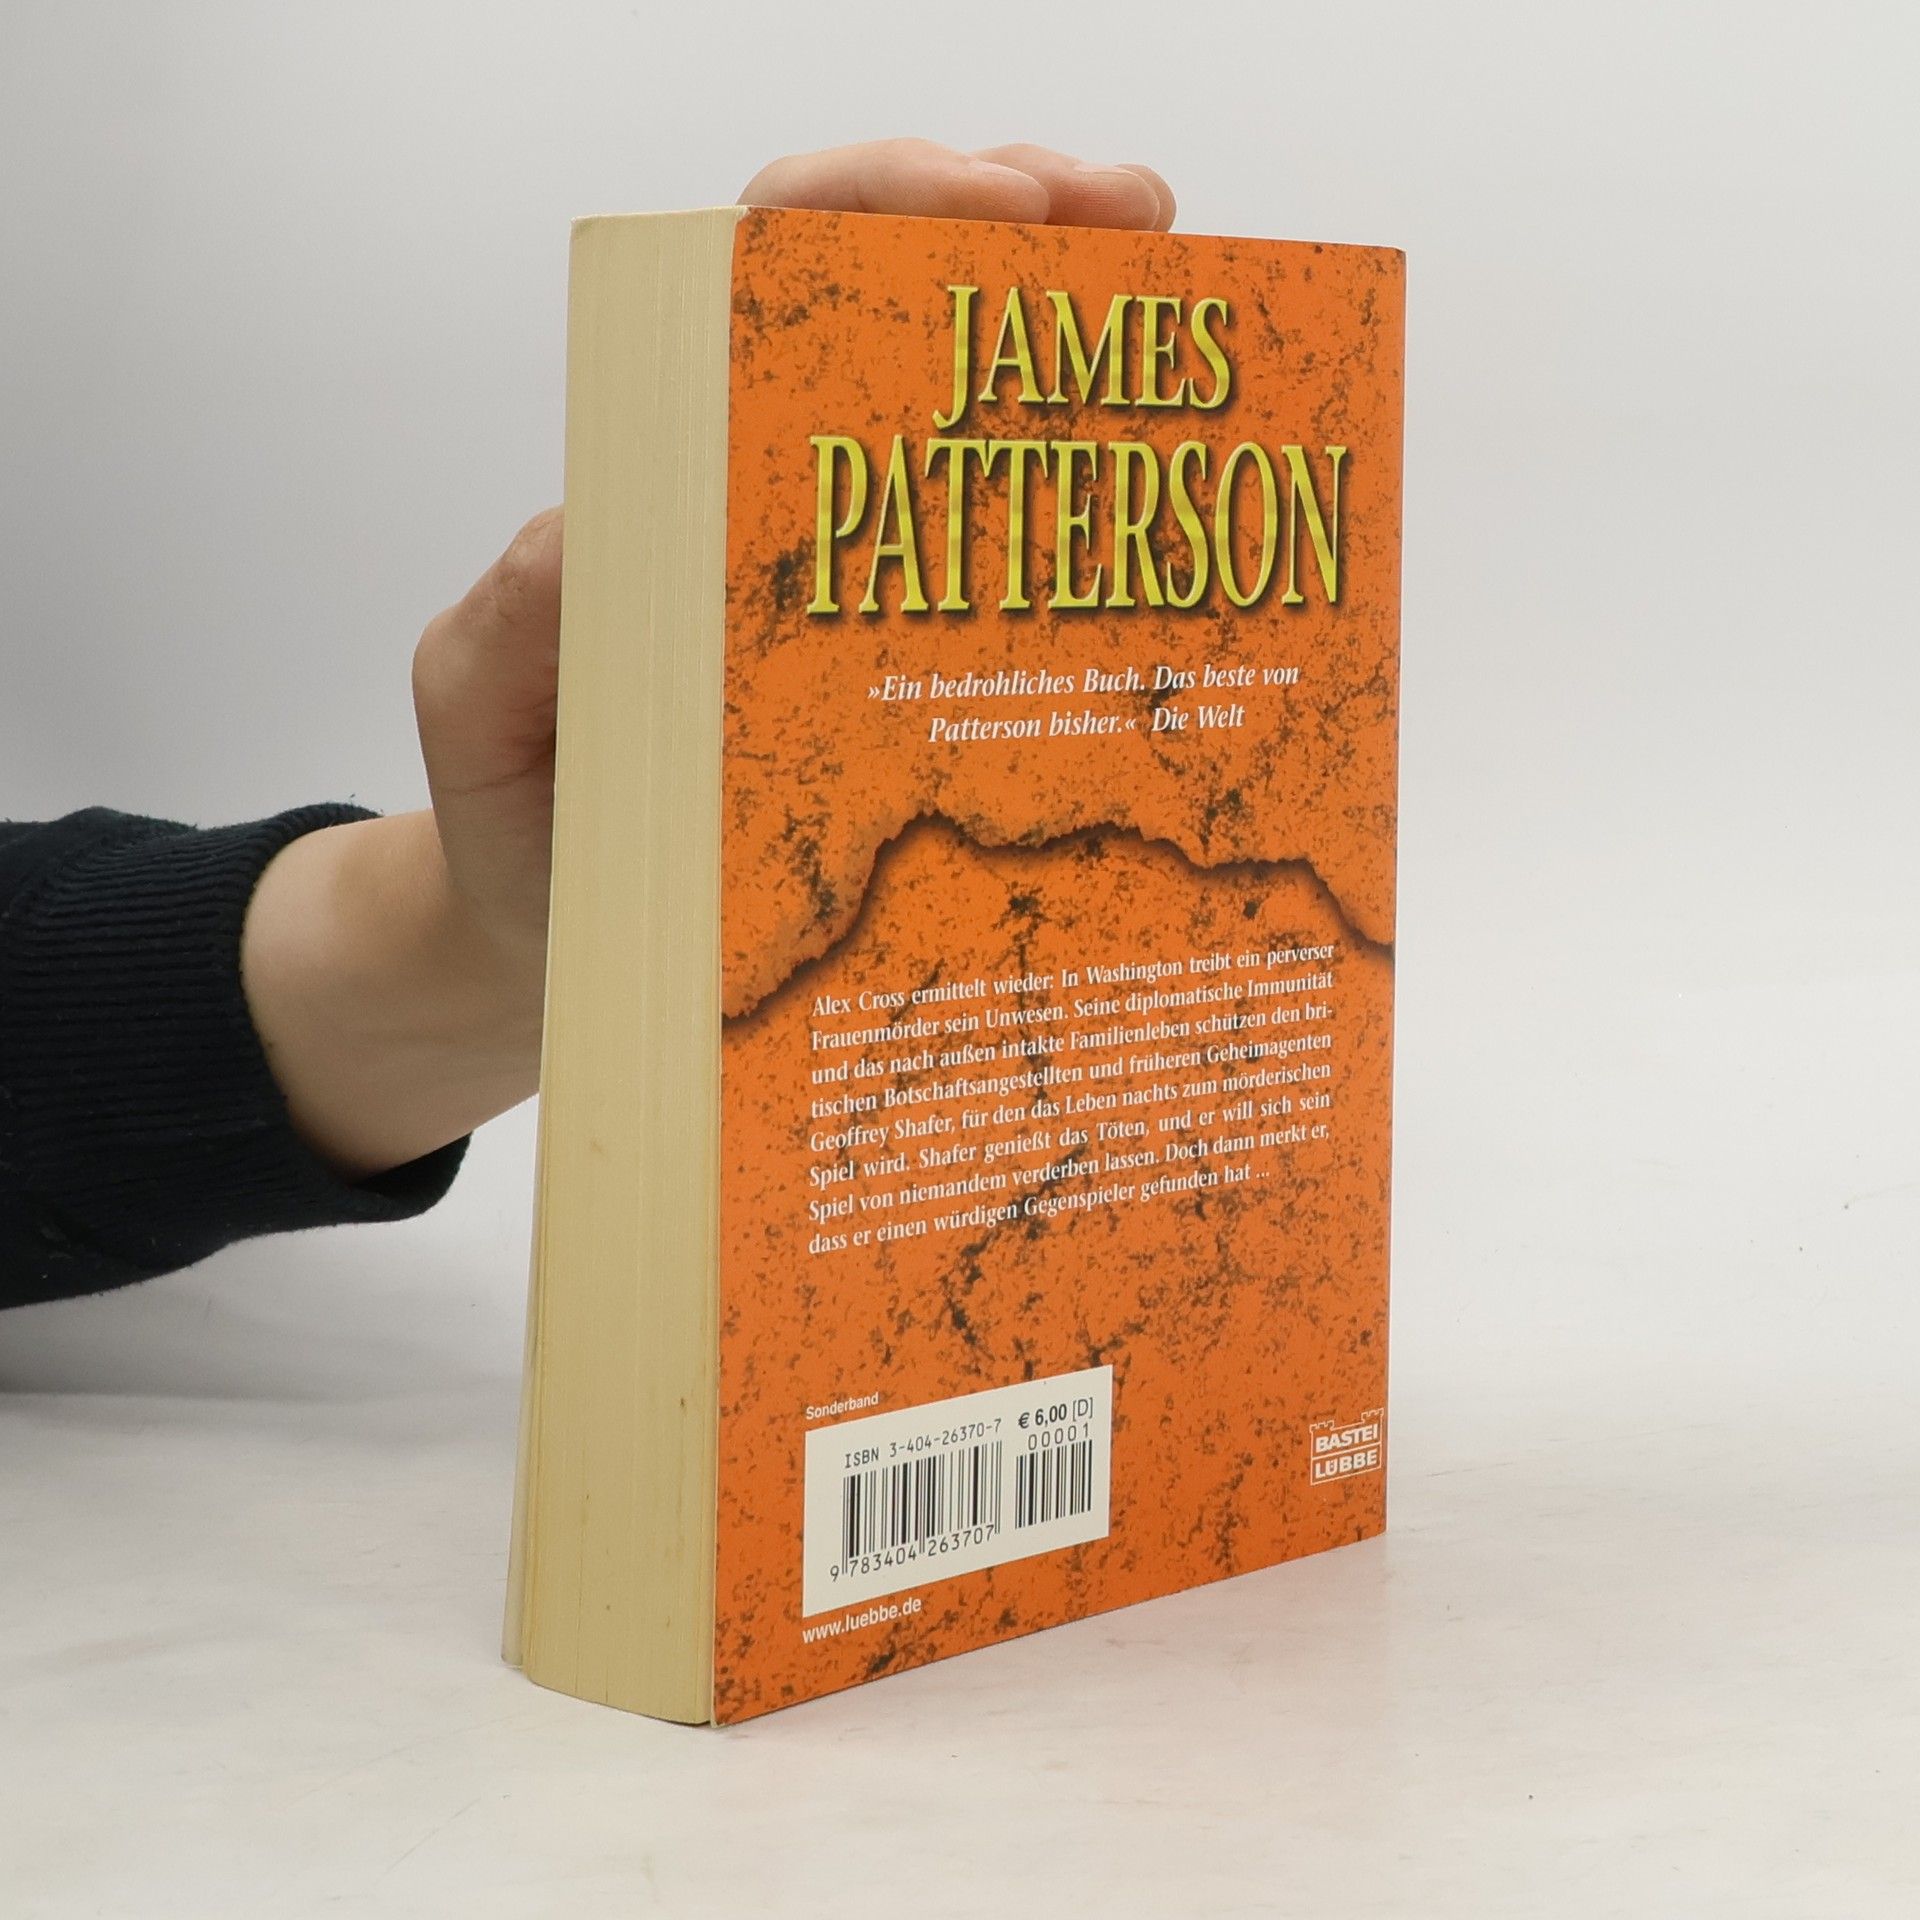 JAMES
PATTERSON
»Ein bedrohliches Buch. Das beste von
Patterson bisher.« Die Welt
Alex Cross ermittelt wieder: In Washington treibt ein perverser
Frauenmörder sein Unwesen. Seine diplomatische Immunität
und das nach außen intakte Familienleben schützen den bri-
tischen Botschaftsangestellten und früheren Geheimagenten
Geoffrey Shafer, für den das Leben nachts zum mörderischen
Spiel wird. Shafer genießt das Töten, und er will sich sein
Spiel von niemandem verderben lassen. Doch dann merkt er,
dass er einen würdigen Gegenspieler gefunden hat ...
Sonderband
ISBN 3-404-26370-7 € 6,00 [D]
00001
9 783404 263707
www.luebbe.de
BASTEI
LÜBBE